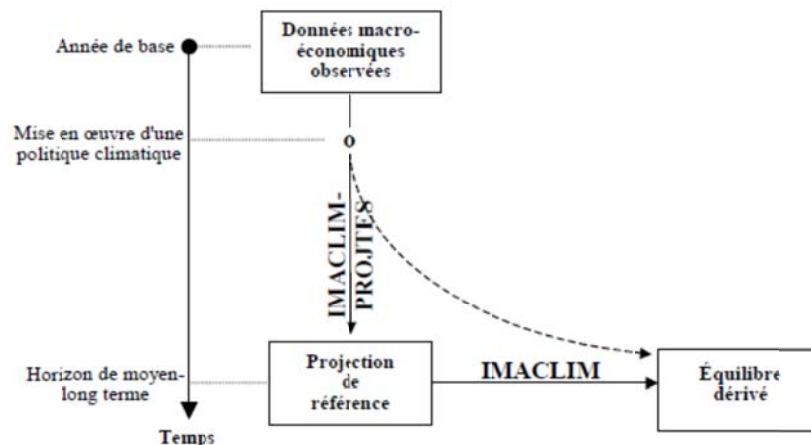 Année de base
Données macro-
économiques
observées
Mise en œuvre d'une
politique climatique
IMACLIM-
PROJTES
Horizon de moyen-
long terme
Projection
de
référence
IMACLIM
Équilibre
dérivé
Temps